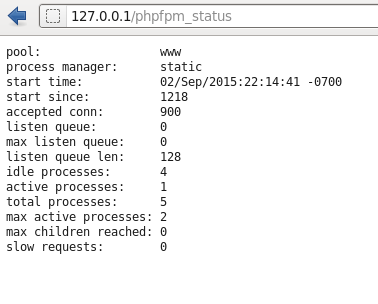 127.0.0.1/phpfpm_status
pool: www
process manager: static
start time: 02/Sep/2015:22:14:41 -0700
start since: 1218
accepted conn: 900
listen queue: 0
max listen queue: 0
listen queue len: 128
idle processes: 4
active processes: 1
total processes: 5
max active processes: 2
max children reached: 0
slow requests: 0